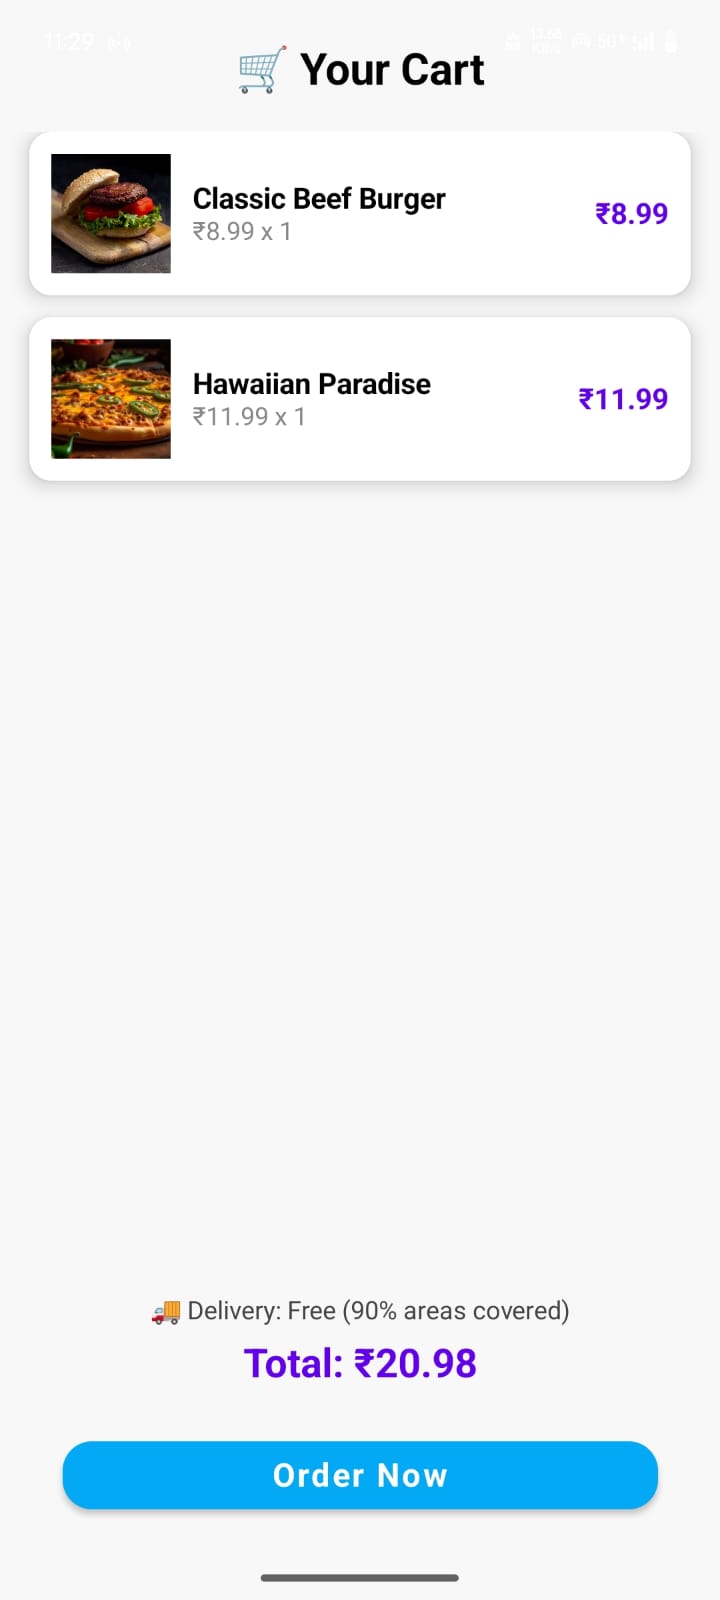 11:29
🛒 Your Cart
Classic Beef Burger
₹8.99 x 1
₹8.99
Hawaiian Paradise
₹11.99 x 1
₹11.99
🚚 Delivery: Free (90% areas covered)
Total: ₹20.98
Order Now